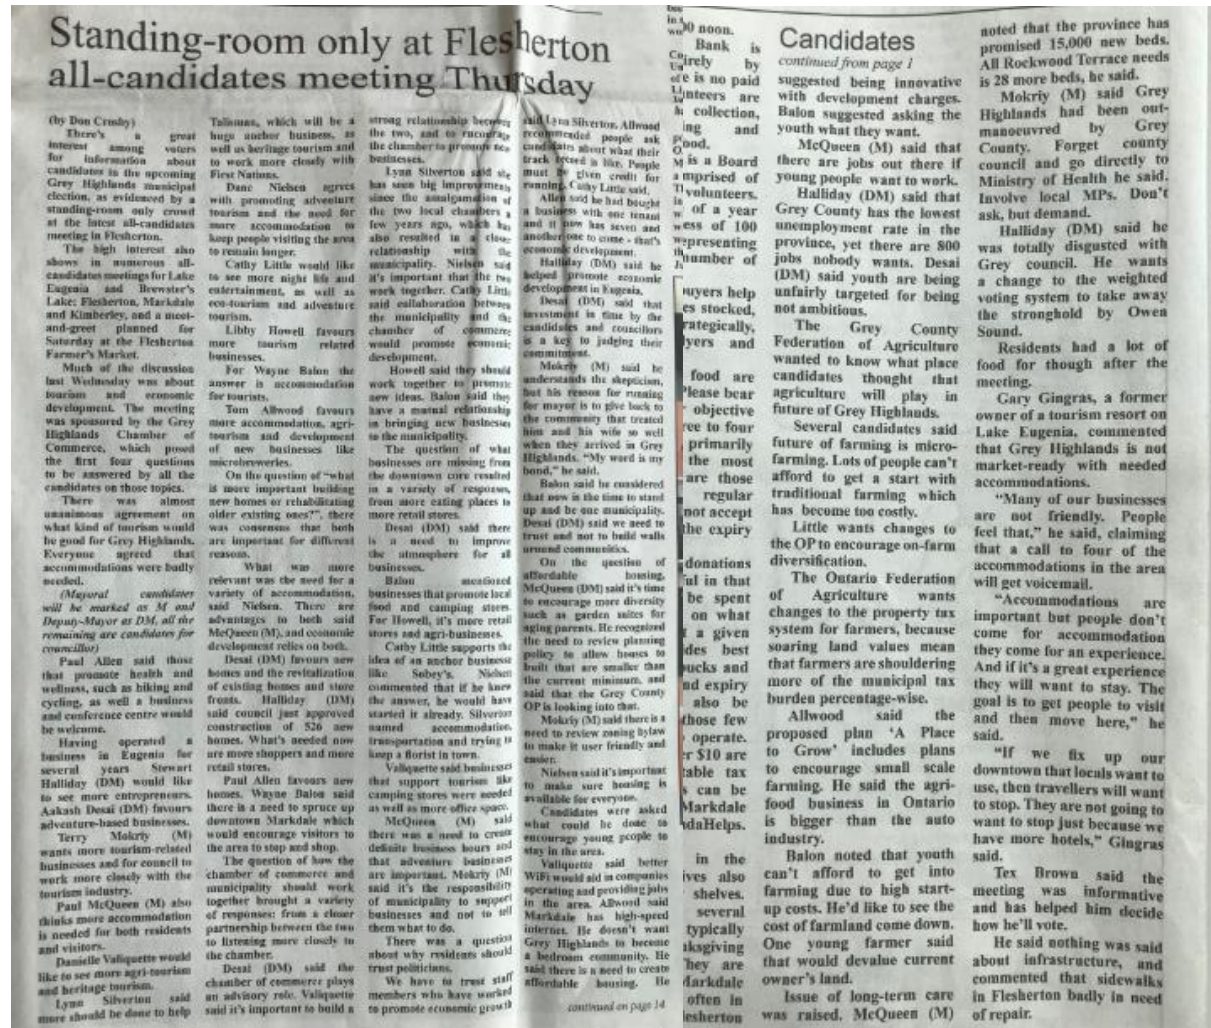 Standing-room only at Flesherton
all-candidates meeting Thursday
(by Don Crosby)
There's a great
interest among voters
for information about
candidates in the upcoming
Grey Highlands municipal
election, as evidenced by a
standing-room only crowd
at the latest all-candidates
meeting in Flesherton.
The high interest also
shows in numerous all-
candidates meetings for Lake
Eugenia and Brewster's
Lake; Flesherton, Markdale
and Kimberley, and a meet-
and-greet planned for
Saturday at the Flesherton
Farmer's Market.
Much of the discussion
last Wednesday was about
tourism and economic
development. The meeting
was sponsored by the Grey
Highlands Chamber of
Commerce, which posed
the first four questions
to be answered by all the
candidates on those topics.
There was almost
unanimous agreement on
what kind of tourism would
be good for Grey Highlands.
Everyone agreed that
accommodations were badly
needed.
(Mayoral candidates
will be marked as M and
Deputy-Mayor as DM, all the
remaining are candidates for
councillor)
Paul Allen said those
that promote health and
wellness, such as hiking and
cycling, as well a business
and conference centre would
be welcome.
Having operated a
business in Eugenia for
several years Stewart
Halliday (DM) would like
to see more entrepreneurs.
Aakash Desai (DM) favours
adventure-based businesses.
Terry Mokriy (M)
wants more tourism-related
businesses and for council to
work more closely with the
tourism industry.
Paul McQueen (M) also
thinks more accommodation
is needed for both residents
and visitors.
Danielle Valiquette would
like to see more agri-tourism
and heritage tourism.
Lynn Silverton said
more should be done to help
Talisman, which will be a
huge anchor business, as
well as heritage tourism and
to work more closely with
First Nations.
Dane Nielsen agrees
with promoting adventure
tourism and the need for
more accommodation to
keep people visiting the area
to remain longer.
Cathy Little would like
to see more night life and
entertainment, as well as
eco-tourism and adventure
tourism.
Libby Howell favours
more tourism related
businesses.
For Wayne Balon the
answer is accommodation
for tourists.
Tom Allwood favours
more accommodation, agri-
tourism and development
of new businesses like
microbreweries.
On the question of "what
is more important building
new homes or rehabilitating
older existing ones?", there
was consensus that both
are important for different
reasons.
What was more
relevant was the need for a
variety of accommodation,
said Nielsen. There are
advantages to both said
McQueen (M), and economic
development relies on both.
Desai (DM) favours new
homes and the revitalization
of existing homes and store
fronts. Halliday (DM)
said council just approved
construction of 526 new
homes. What's needed now
are more shoppers and more
retail stores.
Paul Allen favours new
homes. Wayne Balon said
there is a need to spruce up
downtown Markdale which
would encourage visitors to
the area to stop and shop.
The question of how the
chamber of commerce and
municipality should work
together brought a variety
of responses: from a closer
partnership between the two
to listening more closely to
the chamber.
Desai (DM) said the
chamber of commerce plays
an advisory role. Valiquette
said it's important to build a
strong relationship between
the two, and to encourage
the chamber to promote new
businesses.
Lynn Silverton said she
has seen big improvements
since the amalgamation of
the two local chambers a
few years ago, which has
also resulted in a closer
relationship with the
municipality. Nielsen said
it's important that the two
work together. Cathy Little
said collaboration between
the municipality and the
chamber of commerce
would promote economic
development.
Howell said they should
work together to promote
new ideas. Balon said they
have a mutual relationship
in bringing new businesses
to the municipality.
The question of what
businesses are missing from
the downtown core resulted
in a variety of responses,
from more eating places to
more retail stores.
Desai (DM) said there
is a need to improve
the atmosphere for all
businesses.
Balon mentioned
businesses that promote local
food and camping stores.
For Howell, it's more retail
stores and agri-businesses.
Cathy Little supports the
idea of an anchor business
like Sobey's. Nielsen
commented that if he knew
the answer, he would have
started it already. Silverton
named accommodation,
transportation and trying to
keep a florist in town.
Valiquette said businesses
that support tourism like
camping stores were needed
as well as more office space.
McQueen (M) said
there was a need to create
definite business hours and
that adventure businesses
are important. Mokriy (M)
said it's the responsibility
of municipality to support
businesses and not to tell
them what to do.
There was a question
about why residents should
trust politicians.
We have to trust staff
members who have worked
to promote economic growth
said Lynn Silverton. Allwood
recommended people ask
candidates about what their
track record is like. People
must be given credit for
running, Cathy Little said.
Allen said he had bought
a business with one tenant
and it now has seven and
another one to come - that's
economic development.
Halliday (DM) said he
helped promote economic
development in Eugenia.
Desai (DM) said that
investment in time by the
candidates and councillors
is a key to judging their
commitment.
Mokriy (M) said he
understands the skepticism,
but his reason for running
for mayor is to give back to
the community that treated
him and his wife so well
when they arrived in Grey
Highlands. "My word is my
bond," he said.
Balon said he considered
that now is the time to stand
up and be one municipality.
Desai (DM) said we need to
trust and not to build walls
around communities.
On the question of
affordable housing,
McQueen (DM) said it's time
to encourage more diversity
such as garden suites for
aging parents. He recognized
the need to review planning
policy to allow houses to
built that are smaller than
the current minimum, and
said that the Grey County
OP is looking into that.
Mokriy (M) said there is a
need to review zoning bylaw
to make it user friendly and
easier.
Nielsen said it's important
to make sure housing is
available for everyone.
Candidates were asked
what could be done to
encourage young people to
stay in the area.
Valiquette said better
WiFi would aid in companies
operating and providing jobs
in the area. Allwood said
Markdale has high-speed
internet. He doesn't want
Grey Highlands to become
a bedroom community. He
said there is a need to create
affordable housing. He
continued on page 14
noon.
Bank is
by
is no paid
are
collection,
and
is a Board
volunteers.
of a year
of 100
help
stocked,
and
food are
bear
objective
to four
primarily
the most
are those
regular
not accept
the expiry
donations
in that
be spent
on what
a given
best
and
expiry
also be
those few
operate.
$10 are
tax
can be
Markdale
in the
also
shelves.
several
typically
They are
Markdale
often in
Candidates
continued from page 1
suggested being innovative
with development charges.
Balon suggested asking the
youth what they want.
McQueen (M) said that
there are jobs out there if
young people want to work.
Halliday (DM) said that
Grey County has the lowest
unemployment rate in the
province, yet there are 800
jobs nobody wants. Desai
(DM) said youth are being
unfairly targeted for being
not ambitious.
The Grey County
Federation of Agriculture
wanted to know what place
candidates thought that
agriculture will play in
future of Grey Highlands.
Several candidates said
future of farming is micro-
farming. Lots of people can't
afford to get a start with
traditional farming which
has become too costly.
Little wants changes to
the OP to encourage on-farm
diversification.
The Ontario Federation
of Agriculture wants
changes to the property tax
system for farmers, because
soaring land values mean
that farmers are shouldering
more of the municipal tax
burden percentage-wise.
Allwood said the
proposed plan 'A Place
to Grow' includes plans
to encourage small scale
farming. He said the agri-
food business in Ontario
is bigger than the auto
industry.
Balon noted that youth
can't afford to get into
farming due to high start-
up costs. He'd like to see the
cost of farmland come down.
One young farmer said
that would devalue current
owner's land.
Issue of long-term care
was raised. McQueen (M)
noted that the province has
promised 15,000 new beds.
All Rockwood Terrace needs
is 28 more beds, he said.
Mokriy (M) said Grey
Highlands had been out-
manoeuvred by Grey
County. Forget county
council and go directly to
Ministry of Health he said.
Involve local MPs. Don't
ask, but demand.
Halliday (DM) said he
was totally disgusted with
Grey council. He wants
a change to the weighted
voting system to take away
the stronghold by Owen
Sound.
Residents had a lot of
food for though after the
meeting.
Gary Gingras, a former
owner of a tourism resort on
Lake Eugenia, commented
that Grey Highlands is not
market-ready with needed
accommodations.
"Many of our businesses
are not friendly. People
feel that," he said, claiming
that a call to four of the
accommodations in the area
will get voicemail.
"Accommodations are
important but people don't
come for accommodation
they come for an experience.
And if it's a great experience
they will want to stay. The
goal is to get people to visit
and then move here," he
said.
"If we fix up our
downtown that locals want to
use, then travellers will want
to stop. They are not going to
want to stop just because we
have more hotels," Gingras
said.
Tex Brown said the
meeting was informative
and has helped him decide
how he'll vote.
He said nothing was said
about infrastructure, and
commented that sidewalks
in Flesherton badly in need
of repair.